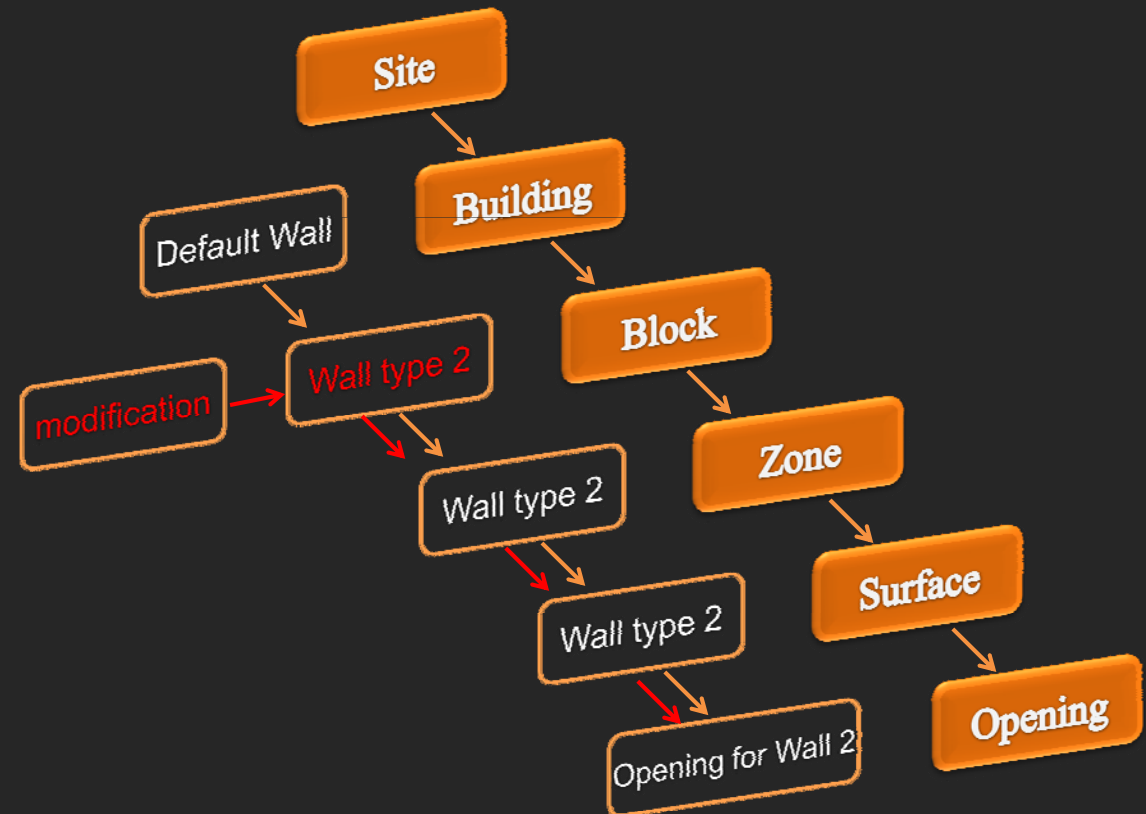 Site
Building
Default Wall
Block
Wall type 2
modification
Zone
Wall type 2
Surface
Wall type 2
Opening
Opening for Wall 2